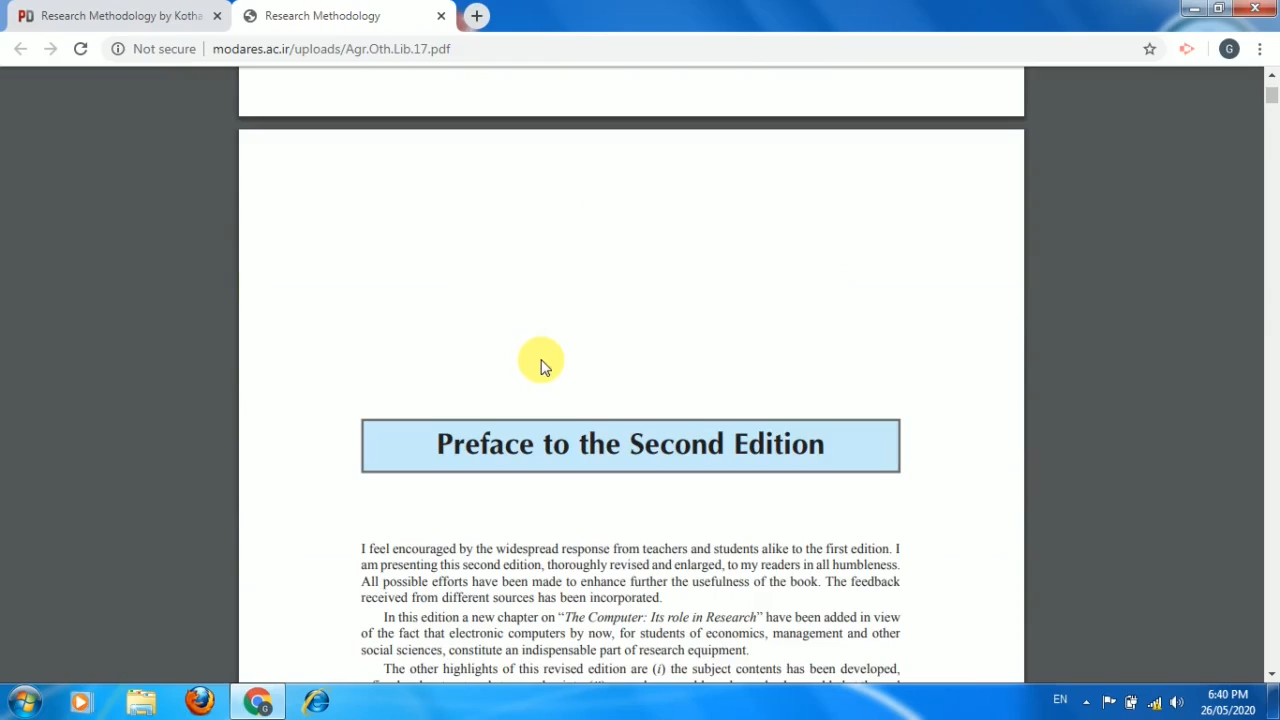 Research Methodology by Kotha
Research Methodology
Not secure
modares.ac.ir/uploads/Agr.Oth.Lib.17.pdf
G
Preface to the Second Edition
I feel encouraged by the widespread response from teachers and students alike to the first edition. I
am presenting this second edition, thoroughly revised and enlarged, to my readers in all humbleness.
All possible efforts have been made to enhance further the usefulness of the book. The feedback
received from different sources has been incorporated.
In this edition a new chapter on “The Computer: Its role in Research” have been added in view
of the fact that electronic computers by now, for students of economics, management and other
social sciences, constitute an indispensable part of research equipment.
The other highlights of this revised edition are (i) the subject contents has been developed,
EN
6:40 PM
26/05/2020